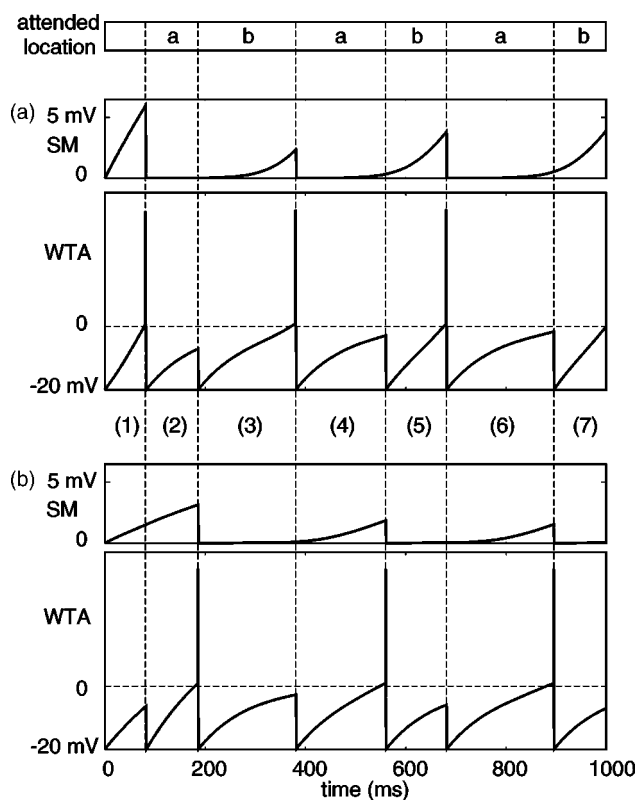 attended location
a b a b a b
(a)
5 mV
SM
0
WTA
0
-20 mV
(1) (2) (3) (4) (5) (6) (7)
(b)
5 mV
SM
0
WTA
0
-20 mV
0 200 400 600 800 1000
time (ms)